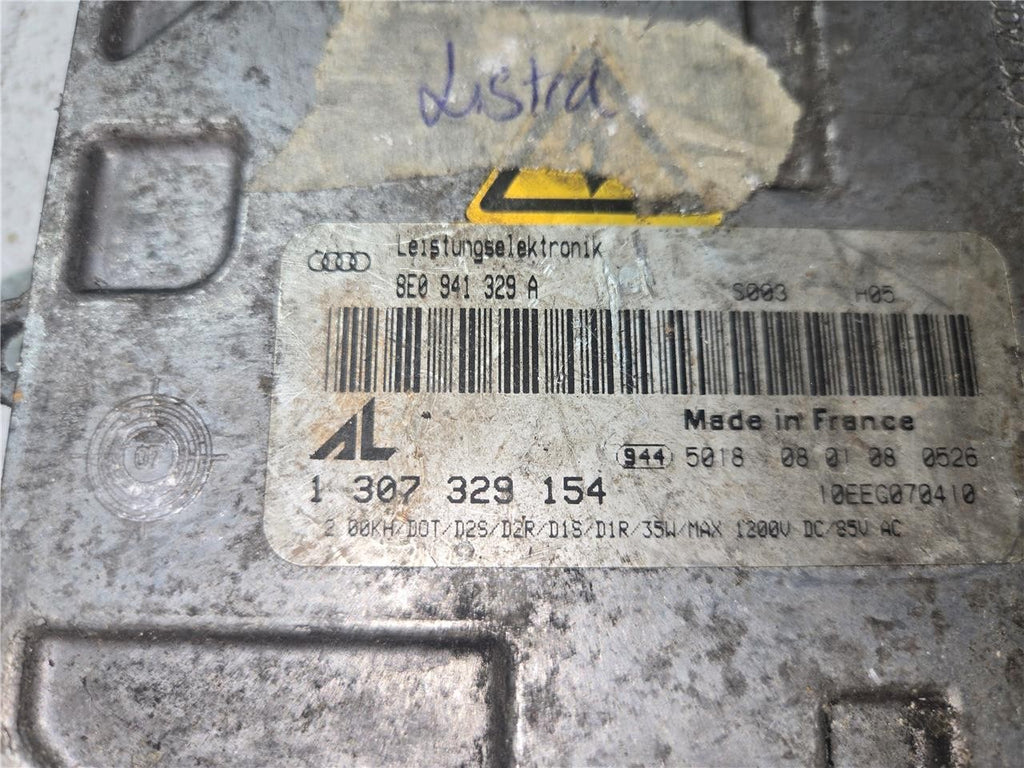 Listra
Leistungselektronik
8E0 941 329 A
S003 H05
AL
Made in France
944 5018 08 01 08 0526
1 307 329 154
10EEG070410
2.00KH/DOT/D2S/D2R/D1S/D1R/35W/MAX 1200V DC/85V AC
07